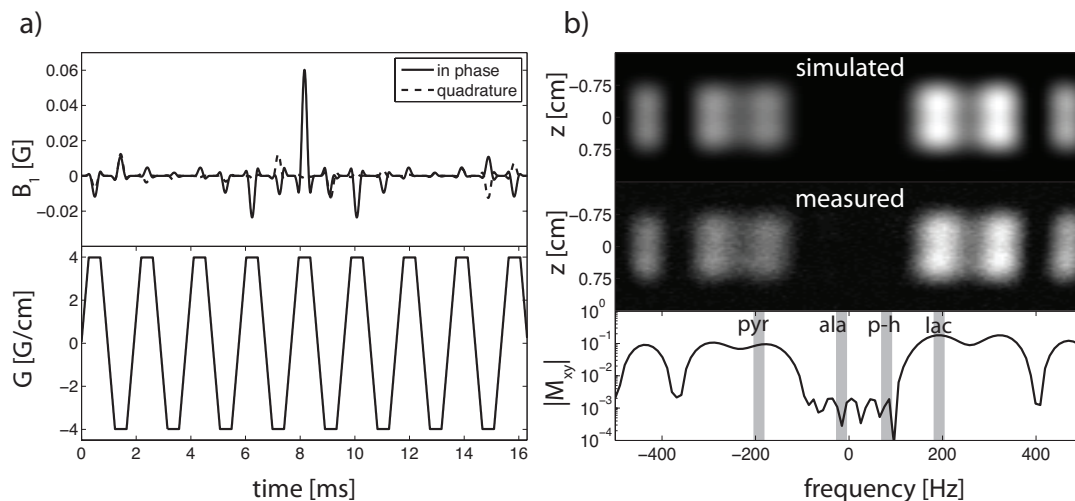 a)
B1 [G]
0.06
0.04
0.02
0
−0.02
in phase
quadrature
G [G/cm]
4
2
0
−2
−4
0 2 4 6 8 10 12 14 16
time [ms]
b)
simulated
z [cm]
-0.75
0
0.75
measured
z [cm]
-0.75
0
0.75
|Mxy|
10^0
10^−1
10^−2
10^−3
10^−4
pyr ala p-h lac
−400 −200 0 200 400
frequency [Hz]